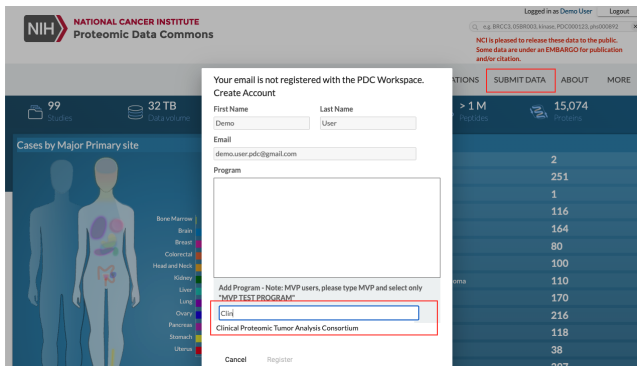 Logged in as Demo User Logout
NIH NATIONAL CANCER INSTITUTE
Proteomic Data Commons
e.g. BRCC3, 05BR003, kinase, PDC000123, phs000892 x
NCI is pleased to release these data to the public.
Some data are under an EMBARGO for publication
and/or citation.
ATIONS SUBMIT DATA ABOUT MORE
99
Studies
32 TB
Data volume
> 1 M
Peptides
15,074
Proteins
Your email is not registered with the PDC Workspace.
Create Account
First Name Last Name
Demo User
Email
demo.user.pdc@gmail.com
Program
Add Program - Note: MVP users, please type MVP and select only
"MVP TEST PROGRAM"
Clin
Clinical Proteomic Tumor Analysis Consortium
Cancel Register
Cases by Major Primary site
Bone Marrow
Brain
Breast
Colorectal
Head and Neck
Kidney
Liver
Lung
Ovary
Pancreas
Stomach
Uterus
2
251
1
116
164
80
100
oma 110
170
216
118
38